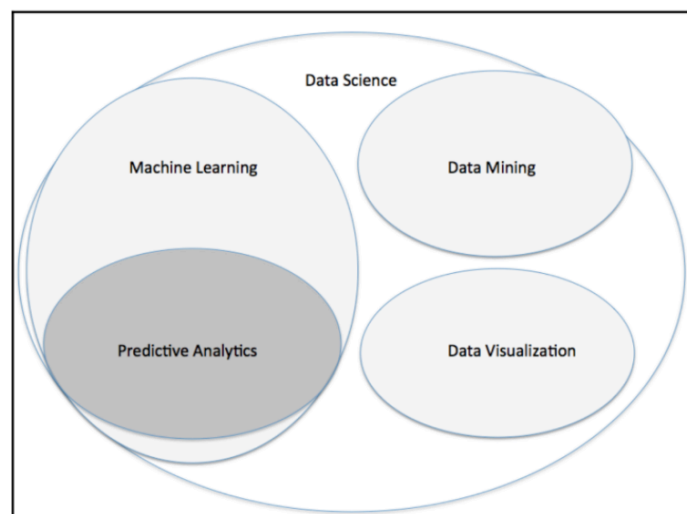 Data Science
Machine Learning
Data Mining
Predictive Analytics
Data Visualization